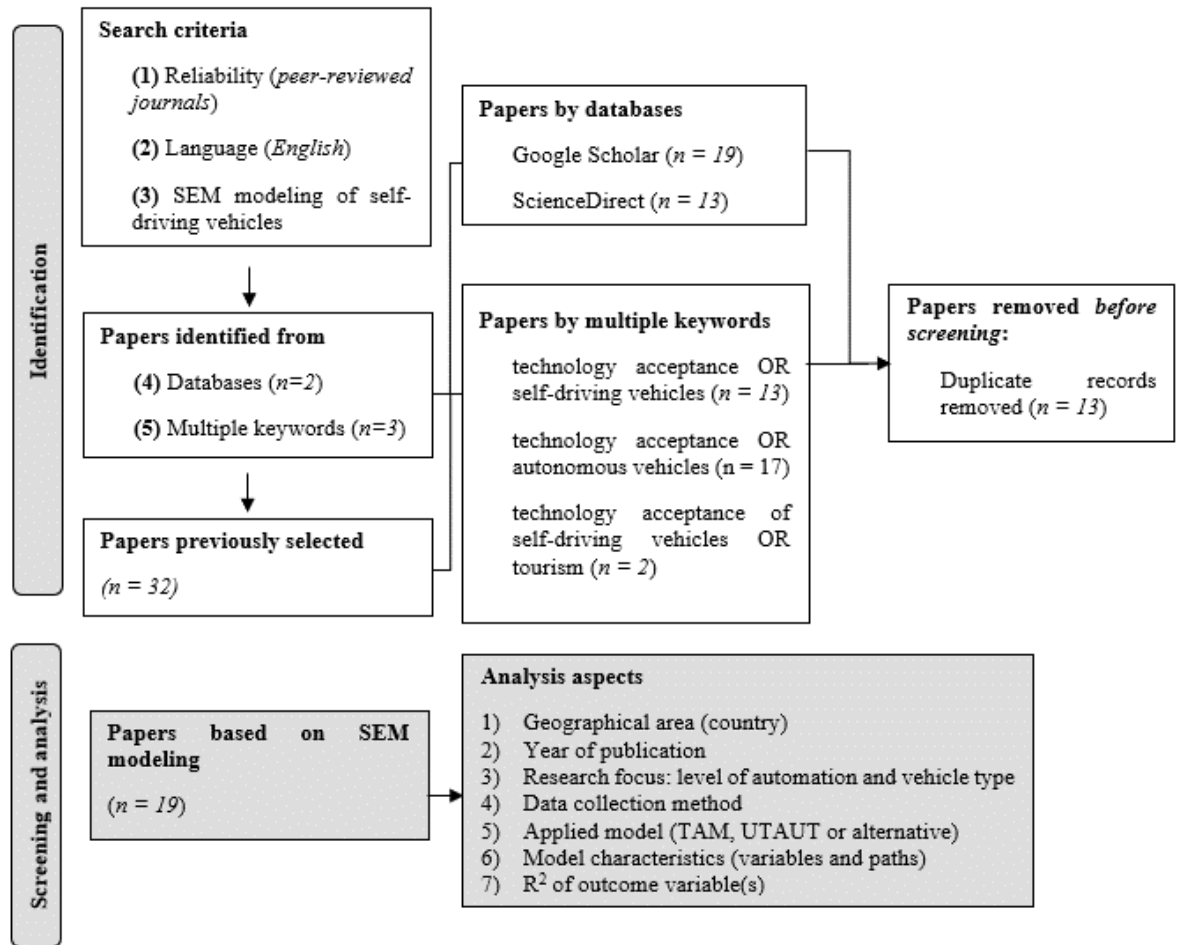 Identification
Search criteria
(1) Reliability (peer-reviewed
journals)
(2) Language (English)
(3) SEM modeling of self-
driving vehicles
Papers identified from
(4) Databases (n=2)
(5) Multiple keywords (n=3)
Papers previously selected
(n = 32)
Papers by databases
Google Scholar (n = 19)
ScienceDirect (n = 13)
Papers by multiple keywords
technology acceptance OR
self-driving vehicles (n = 13)
technology acceptance OR
autonomous vehicles (n = 17)
technology acceptance of
self-driving vehicles OR
tourism (n = 2)
Papers removed before
screening:
Duplicate records
removed (n = 13)
Screening and analysis
Papers based on SEM
modeling
(n = 19)
Analysis aspects
1) Geographical area (country)
2) Year of publication
3) Research focus: level of automation and vehicle type
4) Data collection method
5) Applied model (TAM, UTAUT or alternative)
6) Model characteristics (variables and paths)
7) R² of outcome variable(s)